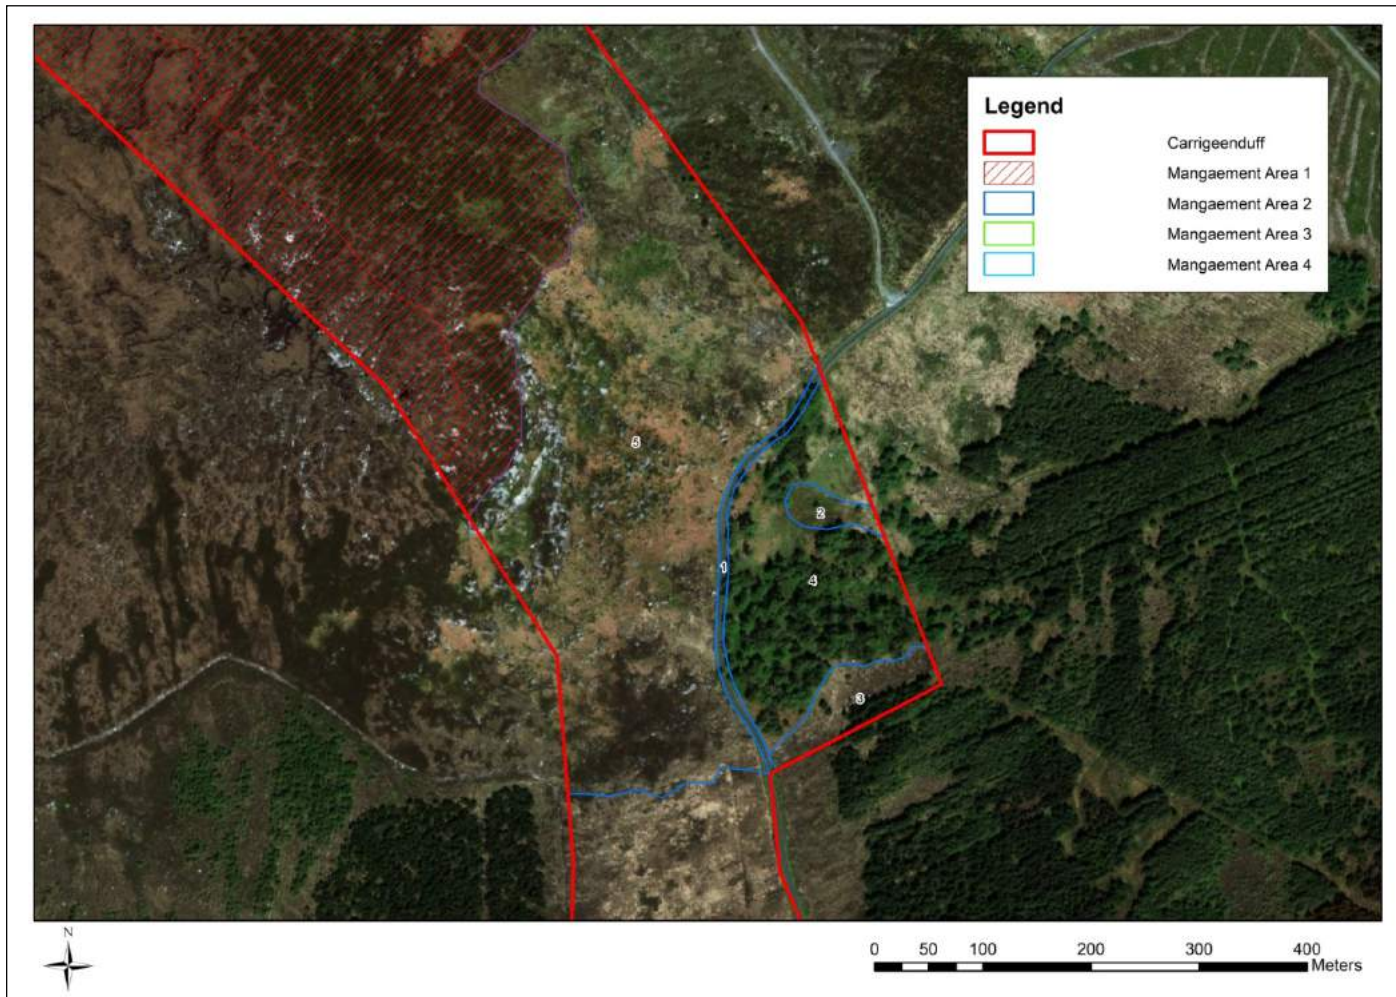 Legend
Carrigeenduff
Mangaement Area 1
Mangaement Area 2
Mangaement Area 3
Mangaement Area 4
5
2
1
4
3
N
0 50 100 200 300 400
Meters